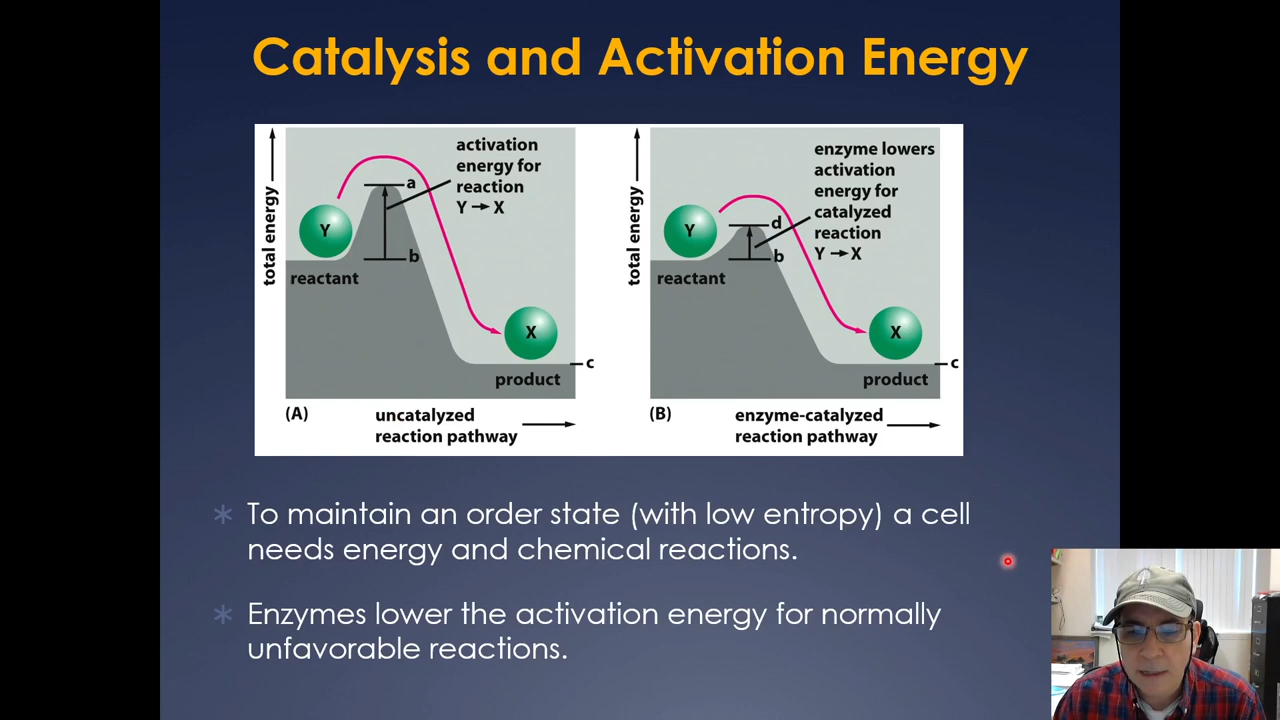 Catalysis and Activation Energy
total energy
activation
energy for
reaction
Y → X
a
Y
b
reactant
X
c
product
(A)
uncatalyzed
reaction pathway
total energy
enzyme lowers
activation
energy for
catalyzed
reaction
Y → X
d
Y
b
reactant
X
c
product
(B)
enzyme-catalyzed
reaction pathway
To maintain an order state (with low entropy) a cell
needs energy and chemical reactions.
Enzymes lower the activation energy for normally
unfavorable reactions.